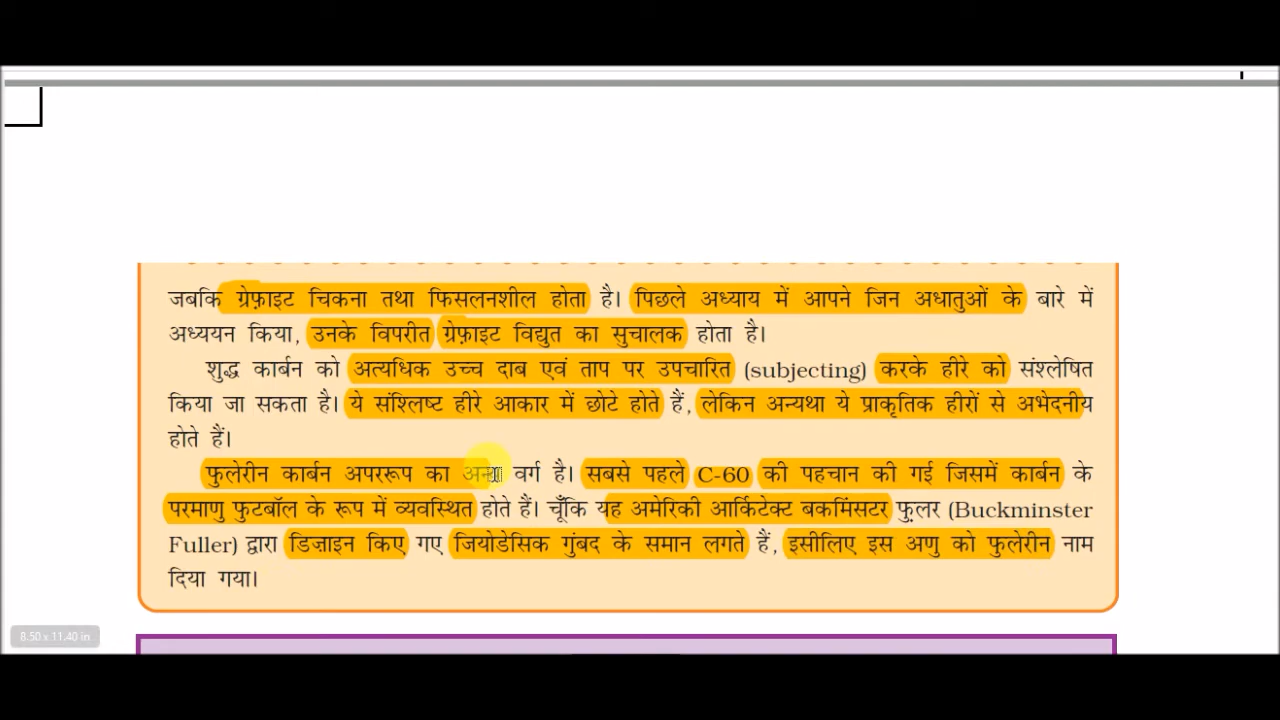 जबकि ग्रेफ़ाइट चिकना तथा फिसलनशील होता है। पिछले अध्याय में आपने जिन अधातुओं के बारे में
अध्ययन किया, उनके विपरीत ग्रेफ़ाइट विद्युत का सुचालक होता है।
शुद्ध कार्बन को अत्यधिक उच्च दाब एवं ताप पर उपचारित (subjecting) करके हीरे को संश्लेषित
किया जा सकता है। ये संश्लिष्ट हीरे आकार में छोटे होते हैं, लेकिन अन्यथा ये प्राकृतिक हीरों से अभेदनीय
होते हैं।
फुलेरीन कार्बन अपररूप का अन्य वर्ग है। सबसे पहले C-60 की पहचान की गई जिसमें कार्बन के
परमाणु फुटबॉल के रूप में व्यवस्थित होते हैं। चूँकि यह अमेरिकी आर्किटेक्ट बकमिंसटर फुलर (Buckminster
Fuller) द्वारा डिज़ाइन किए गए जियोडेसिक गुंबद के समान लगते हैं, इसीलिए इस अणु को फुलेरीन नाम
दिया गया।
8.50 x 11.40 in